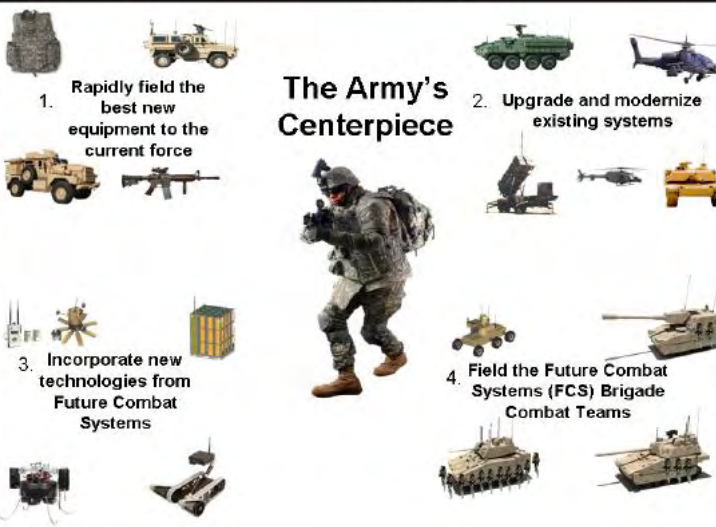 The Army's
Centerpiece
1. Rapidly field the
best new
equipment to the
current force
2. Upgrade and modernize
existing systems
3. Incorporate new
technologies from
Future Combat
Systems
4. Field the Future Combat
Systems (FCS) Brigade
Combat Teams